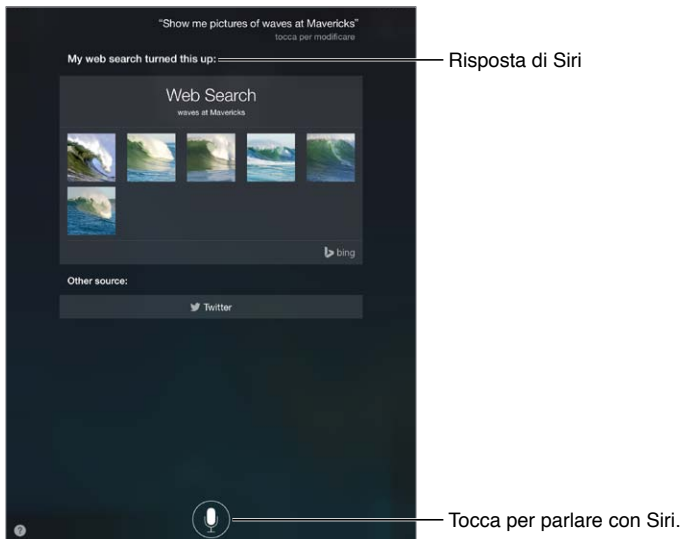 “Show me pictures of waves at Mavericks”
tocca per modificare
My web search turned this up:
Risposta di Siri
Web Search
waves at Mavericks
bing
Other source:
Twitter
Tocca per parlare con Siri.
?